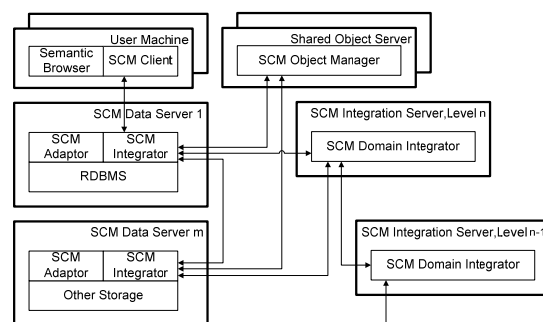 User Machine
Semantic
Browser
SCM Client
Shared Object Server
SCM Object Manager
SCM Data Server 1
SCM
Adaptor
SCM
Integrator
RDBMS
SCM Integration Server,Level n
SCM Domain Integrator
SCM Data Server m
SCM
Adaptor
SCM
Integrator
Other Storage
SCM Integration Server,Level n-1
SCM Domain Integrator